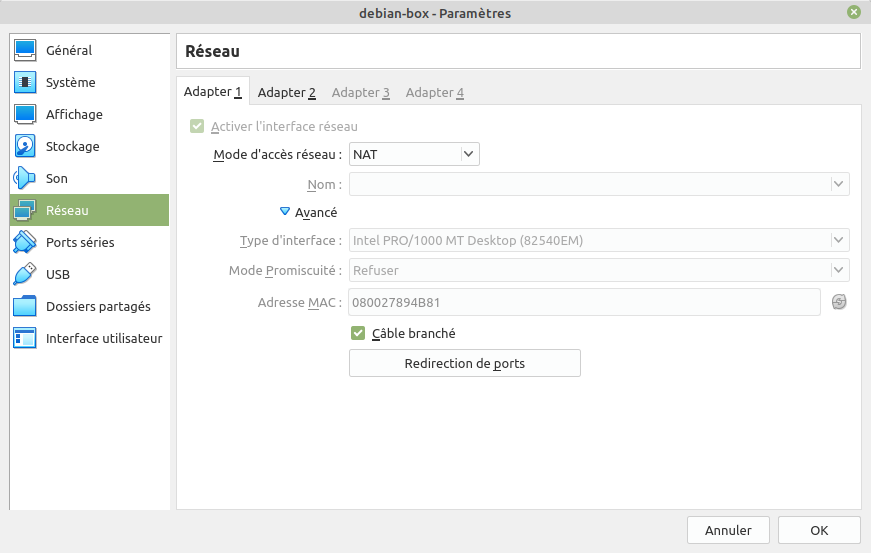 debian-box - Paramètres
Général
Système
Affichage
Stockage
Son
Réseau
Ports séries
USB
Dossiers partagés
Interface utilisateur
Réseau
Adapter 1 Adapter 2 Adapter 3 Adapter 4
Activer l'interface réseau
Mode d'accès réseau : NAT
Nom :
Avancé
Type d'interface : Intel PRO/1000 MT Desktop (82540EM)
Mode Promiscuité : Refuser
Adresse MAC : 080027894B81
Câble branché
Redirection de ports
Annuler OK